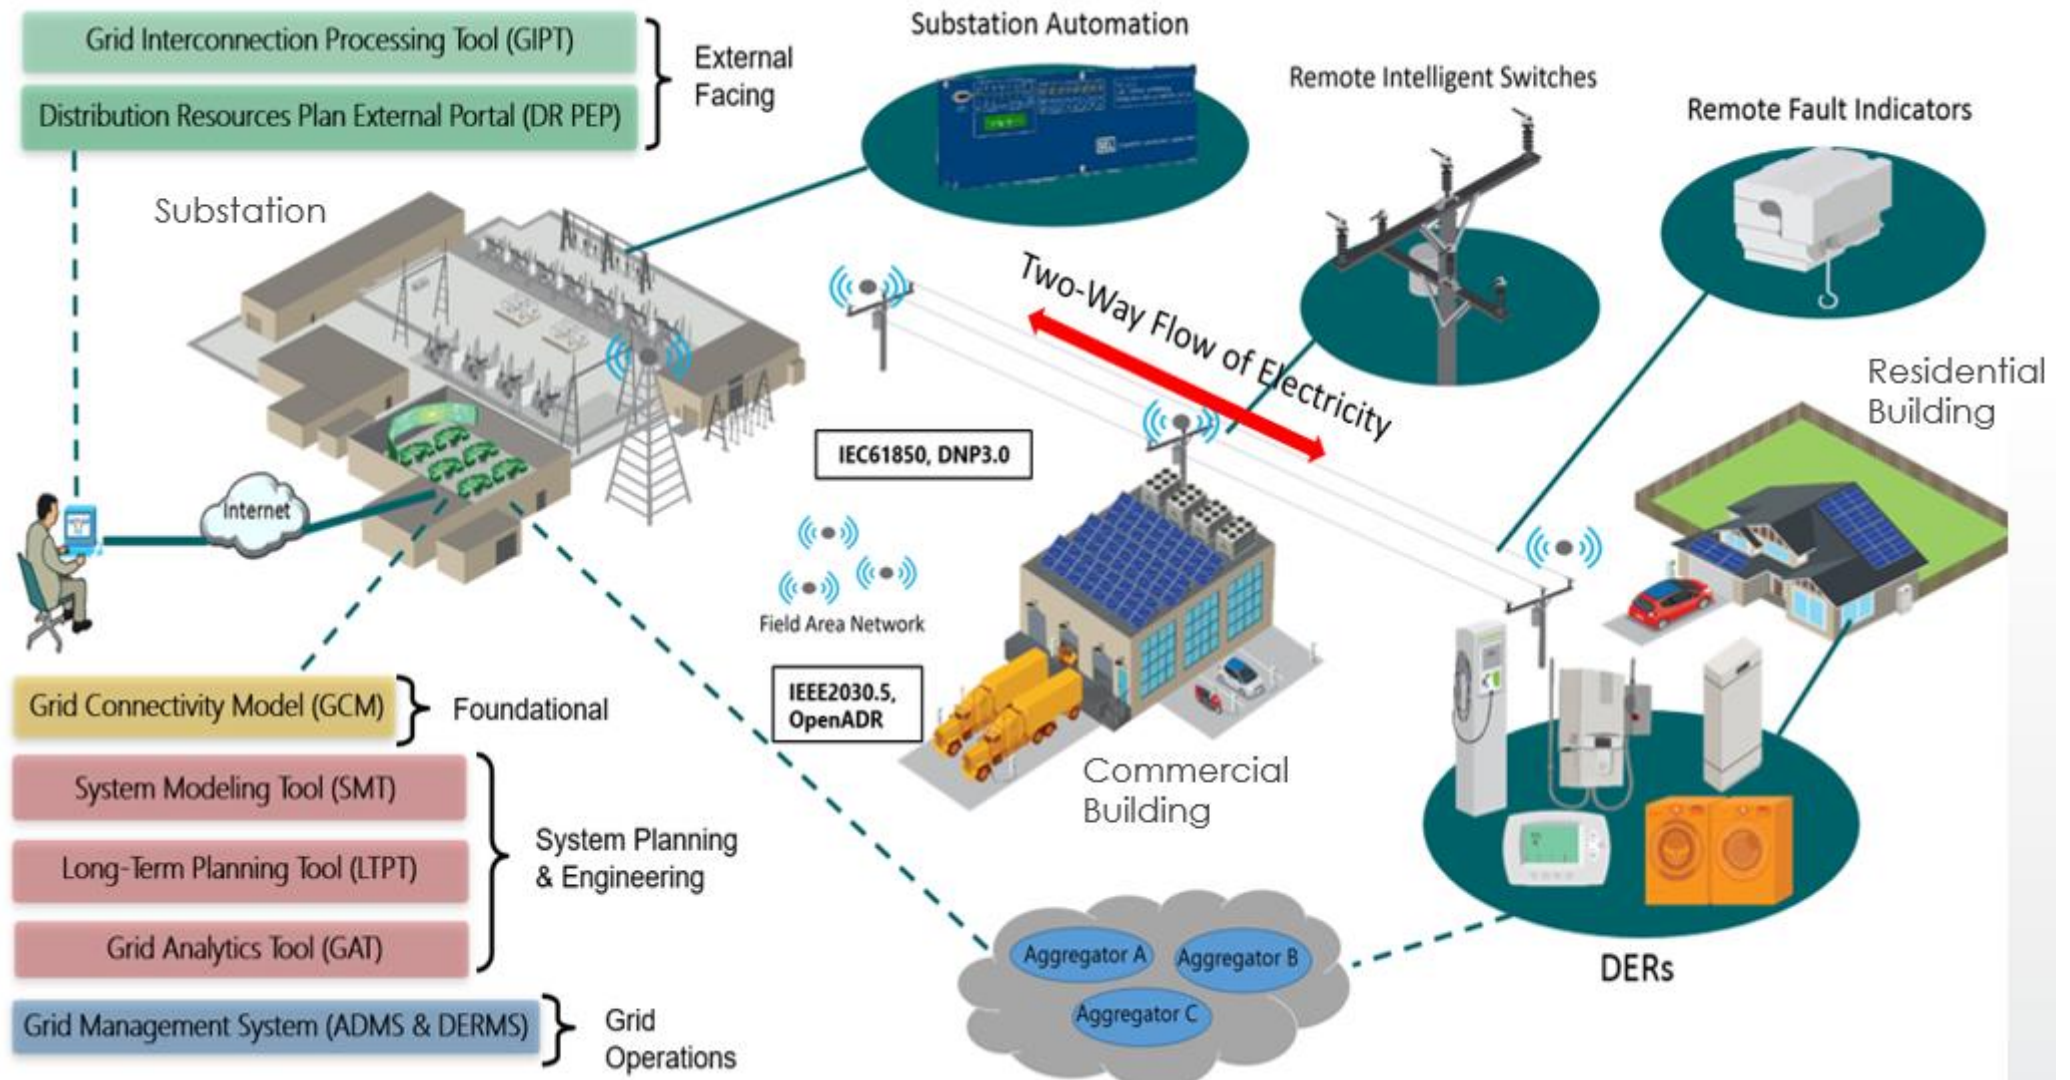 Grid Interconnection Processing Tool (GIPT)
Distribution Resources Plan External Portal (DR PEP)
External
Facing
Substation Automation
Remote Intelligent Switches
Remote Fault Indicators
Substation
Two-Way Flow of Electricity
Residential
Building
IEC61850, DNP3.0
Internet
Field Area Network
IEEE2030.5,
OpenADR
Commercial
Building
Grid Connectivity Model (GCM)
Foundational
System Modeling Tool (SMT)
Long-Term Planning Tool (LTPT)
Grid Analytics Tool (GAT)
System Planning
& Engineering
Grid Management System (ADMS & DERMS)
Grid
Operations
Aggregator A
Aggregator B
Aggregator C
DERs